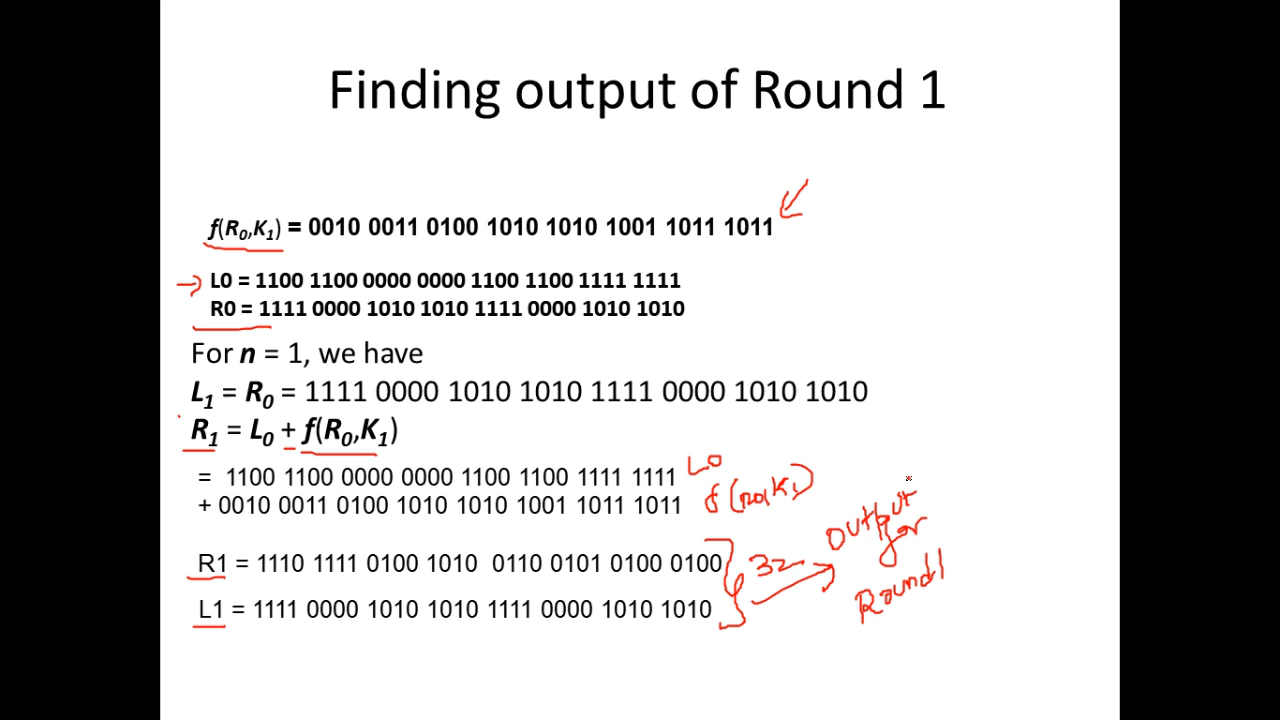 Finding output of Round 1
f(R0,K1) = 0010 0011 0100 1010 1010 1001 1011 1011
L0 = 1100 1100 0000 0000 1100 1100 1111 1111
R0 = 1111 0000 1010 1010 1111 0000 1010 1010
For n = 1, we have
L1 = R0 = 1111 0000 1010 1010 1111 0000 1010 1010
R1 = L0 + f(R0,K1)
= 1100 1100 0000 0000 1100 1100 1111 1111 L0
+ 0010 0011 0100 1010 1010 1001 1011 1011 f(R0,K1)
R1 = 1110 1111 0100 1010 0110 0101 0100 0100
L1 = 1111 0000 1010 1010 1111 0000 1010 1010
32
output
for
Round1